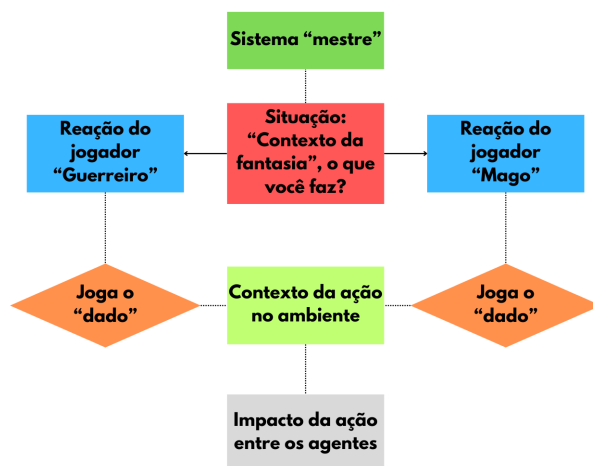 Sistema “mestre”
Situação:
“Contexto da
fantasia”, o que
você faz?
Reação do
jogador
“Guerreiro”
Reação do
jogador
“Mago”
Joga o
“dado”
Contexto da ação
no ambiente
Joga o
“dado”
Impacto da ação
entre os agentes